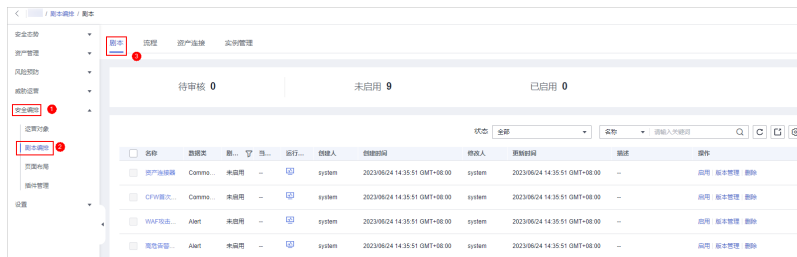 / 剧本编排 / 剧本
安全态势
资产管理
风险预防
威胁运营
安全编排 1
运营对象
剧本编排 2
页面布局
插件管理
设置
剧本 流程 资产连接 实例管理
3
待审核 0 未启用 9 已启用 0
状态 全部 名称 请输入关键词
名称 数据类 剧... 当... 运行... 创建人 创建时间 修改人 更新时间 描述 操作
资产连接器 Commo... 未启用 -- system 2023/06/24 14:35:51 GMT+08:00 system 2023/06/24 14:35:51 GMT+08:00 -- 启用 版本管理 删除
CFW首次... Commo... 未启用 -- system 2023/06/24 14:35:51 GMT+08:00 system 2023/06/24 14:35:51 GMT+08:00 -- 启用 版本管理 删除
WAF攻击... Alert 未启用 -- system 2023/06/24 14:35:51 GMT+08:00 system 2023/06/24 14:35:51 GMT+08:00 -- 启用 版本管理 删除
高危告警... Alert 未启用 -- system 2023/06/24 14:35:51 GMT+08:00 system 2023/06/24 14:35:51 GMT+08:00 -- 启用 版本管理 删除